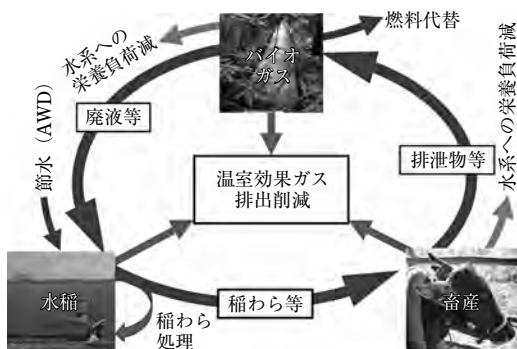 燃料代替
水系への
栄養負荷減
バイオ
ガス
廃液等
排泄物等
水系への栄養負荷減
節水（AWD）
温室効果ガス
排出削減
水稲
稲わら等
畜産
稲わら
処理